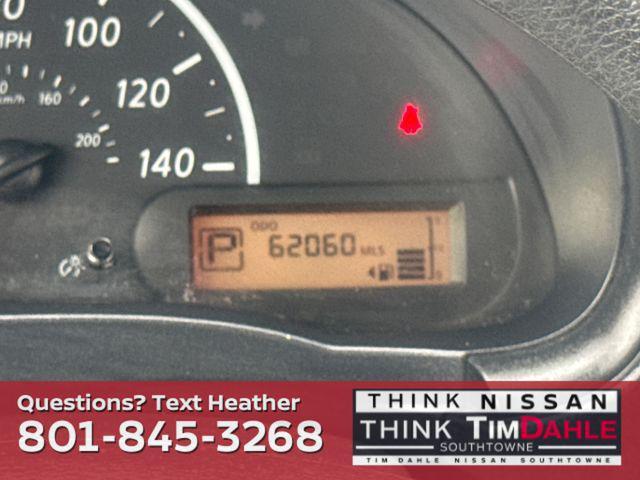 MPH
100
120
140
km/h
160
200
ODO
P
62060 MLS
Questions? Text Heather
801-845-3268
THINK NISSAN
THINK TIMDAHLE
SOUTHTOWNE
TIM DAHLE NISSAN SOUTHTOWNE